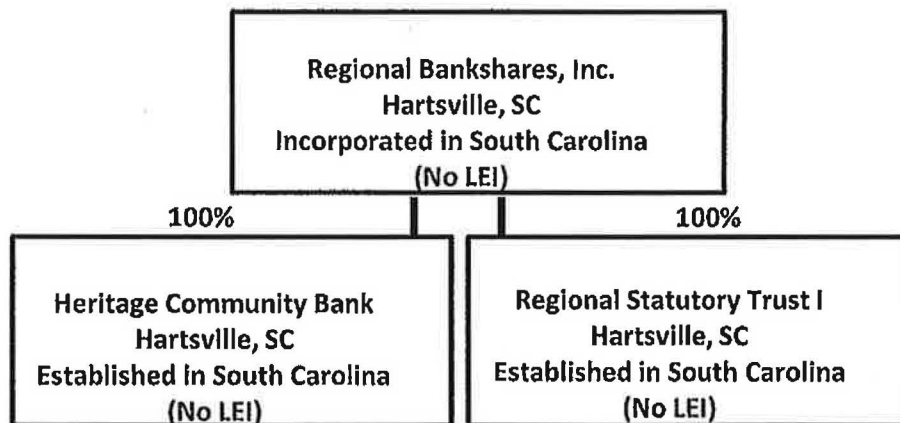 Regional Bankshares, Inc.
Hartsville, SC
Incorporated in South Carolina
(No LEI)
100%
100%
Heritage Community Bank
Hartsville, SC
Established in South Carolina
(No LEI)
Regional Statutory Trust I
Hartsville, SC
Established in South Carolina
(No LEI)